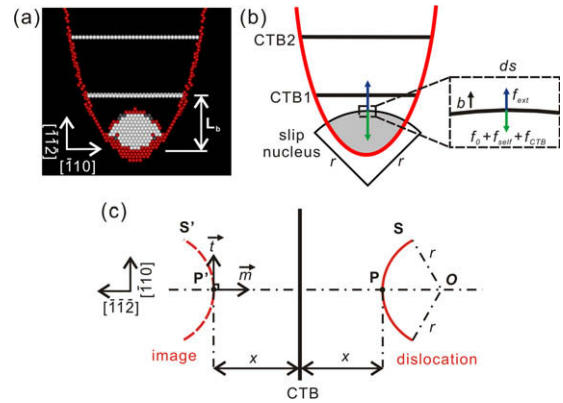 (a)
L_b
[1̄1̄2]
[1̄10]
(b)
CTB2
CTB1
slip
nucleus
r
r
ds
b
f_ext
f_0 + f_self + f_CTB
(c)
S'
S
t
P'
m
P
O
r
r
[1̄1̄2̄]
[1̄10]
image
x
x
dislocation
CTB